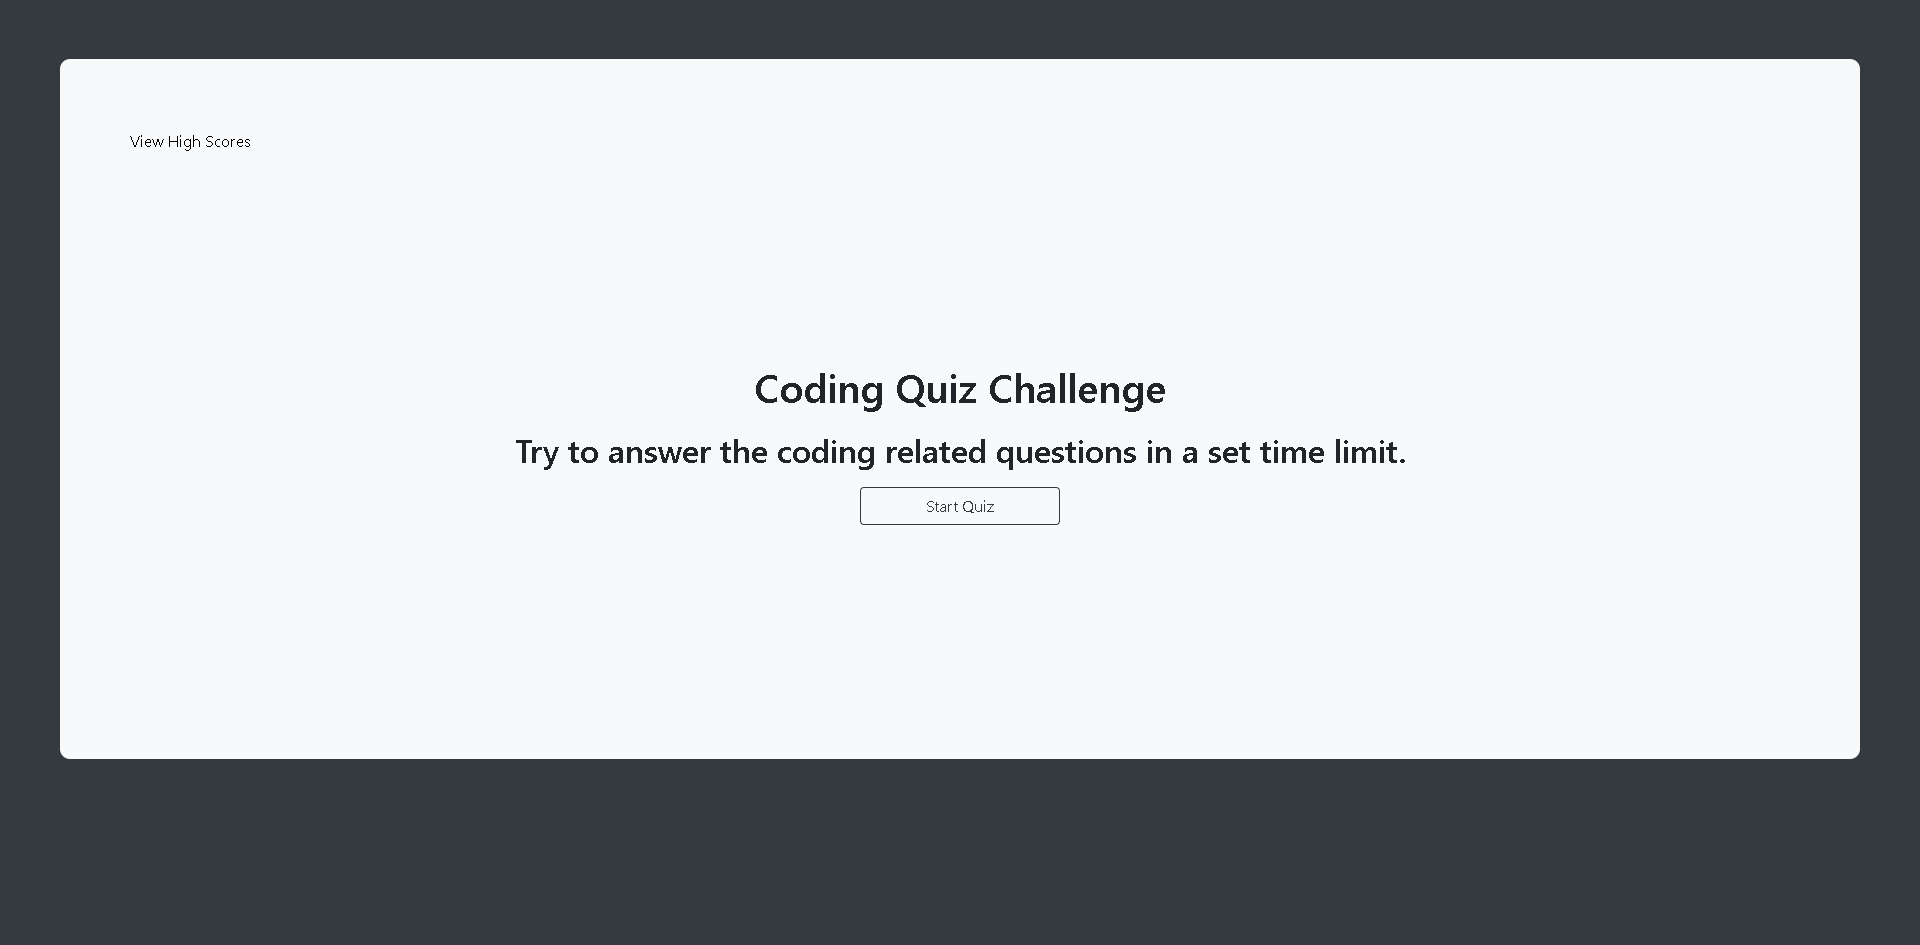 View High Scores
Coding Quiz Challenge
Try to answer the coding related questions in a set time limit.
Start Quiz